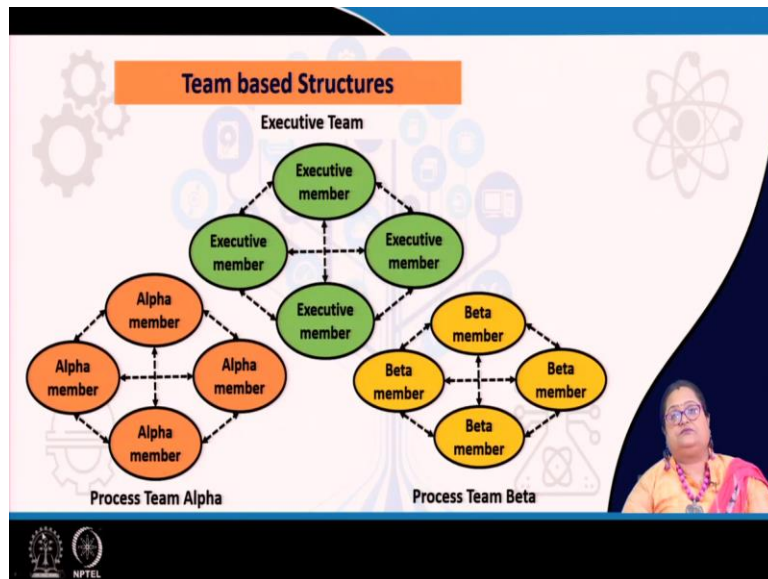 Team based Structures
Executive Team
Executive
member
Executive
member
Executive
member
Executive
member
Alpha
member
Alpha
member
Alpha
member
Alpha
member
Process Team Alpha
Beta
member
Beta
member
Beta
member
Beta
member
Process Team Beta
NPTEL